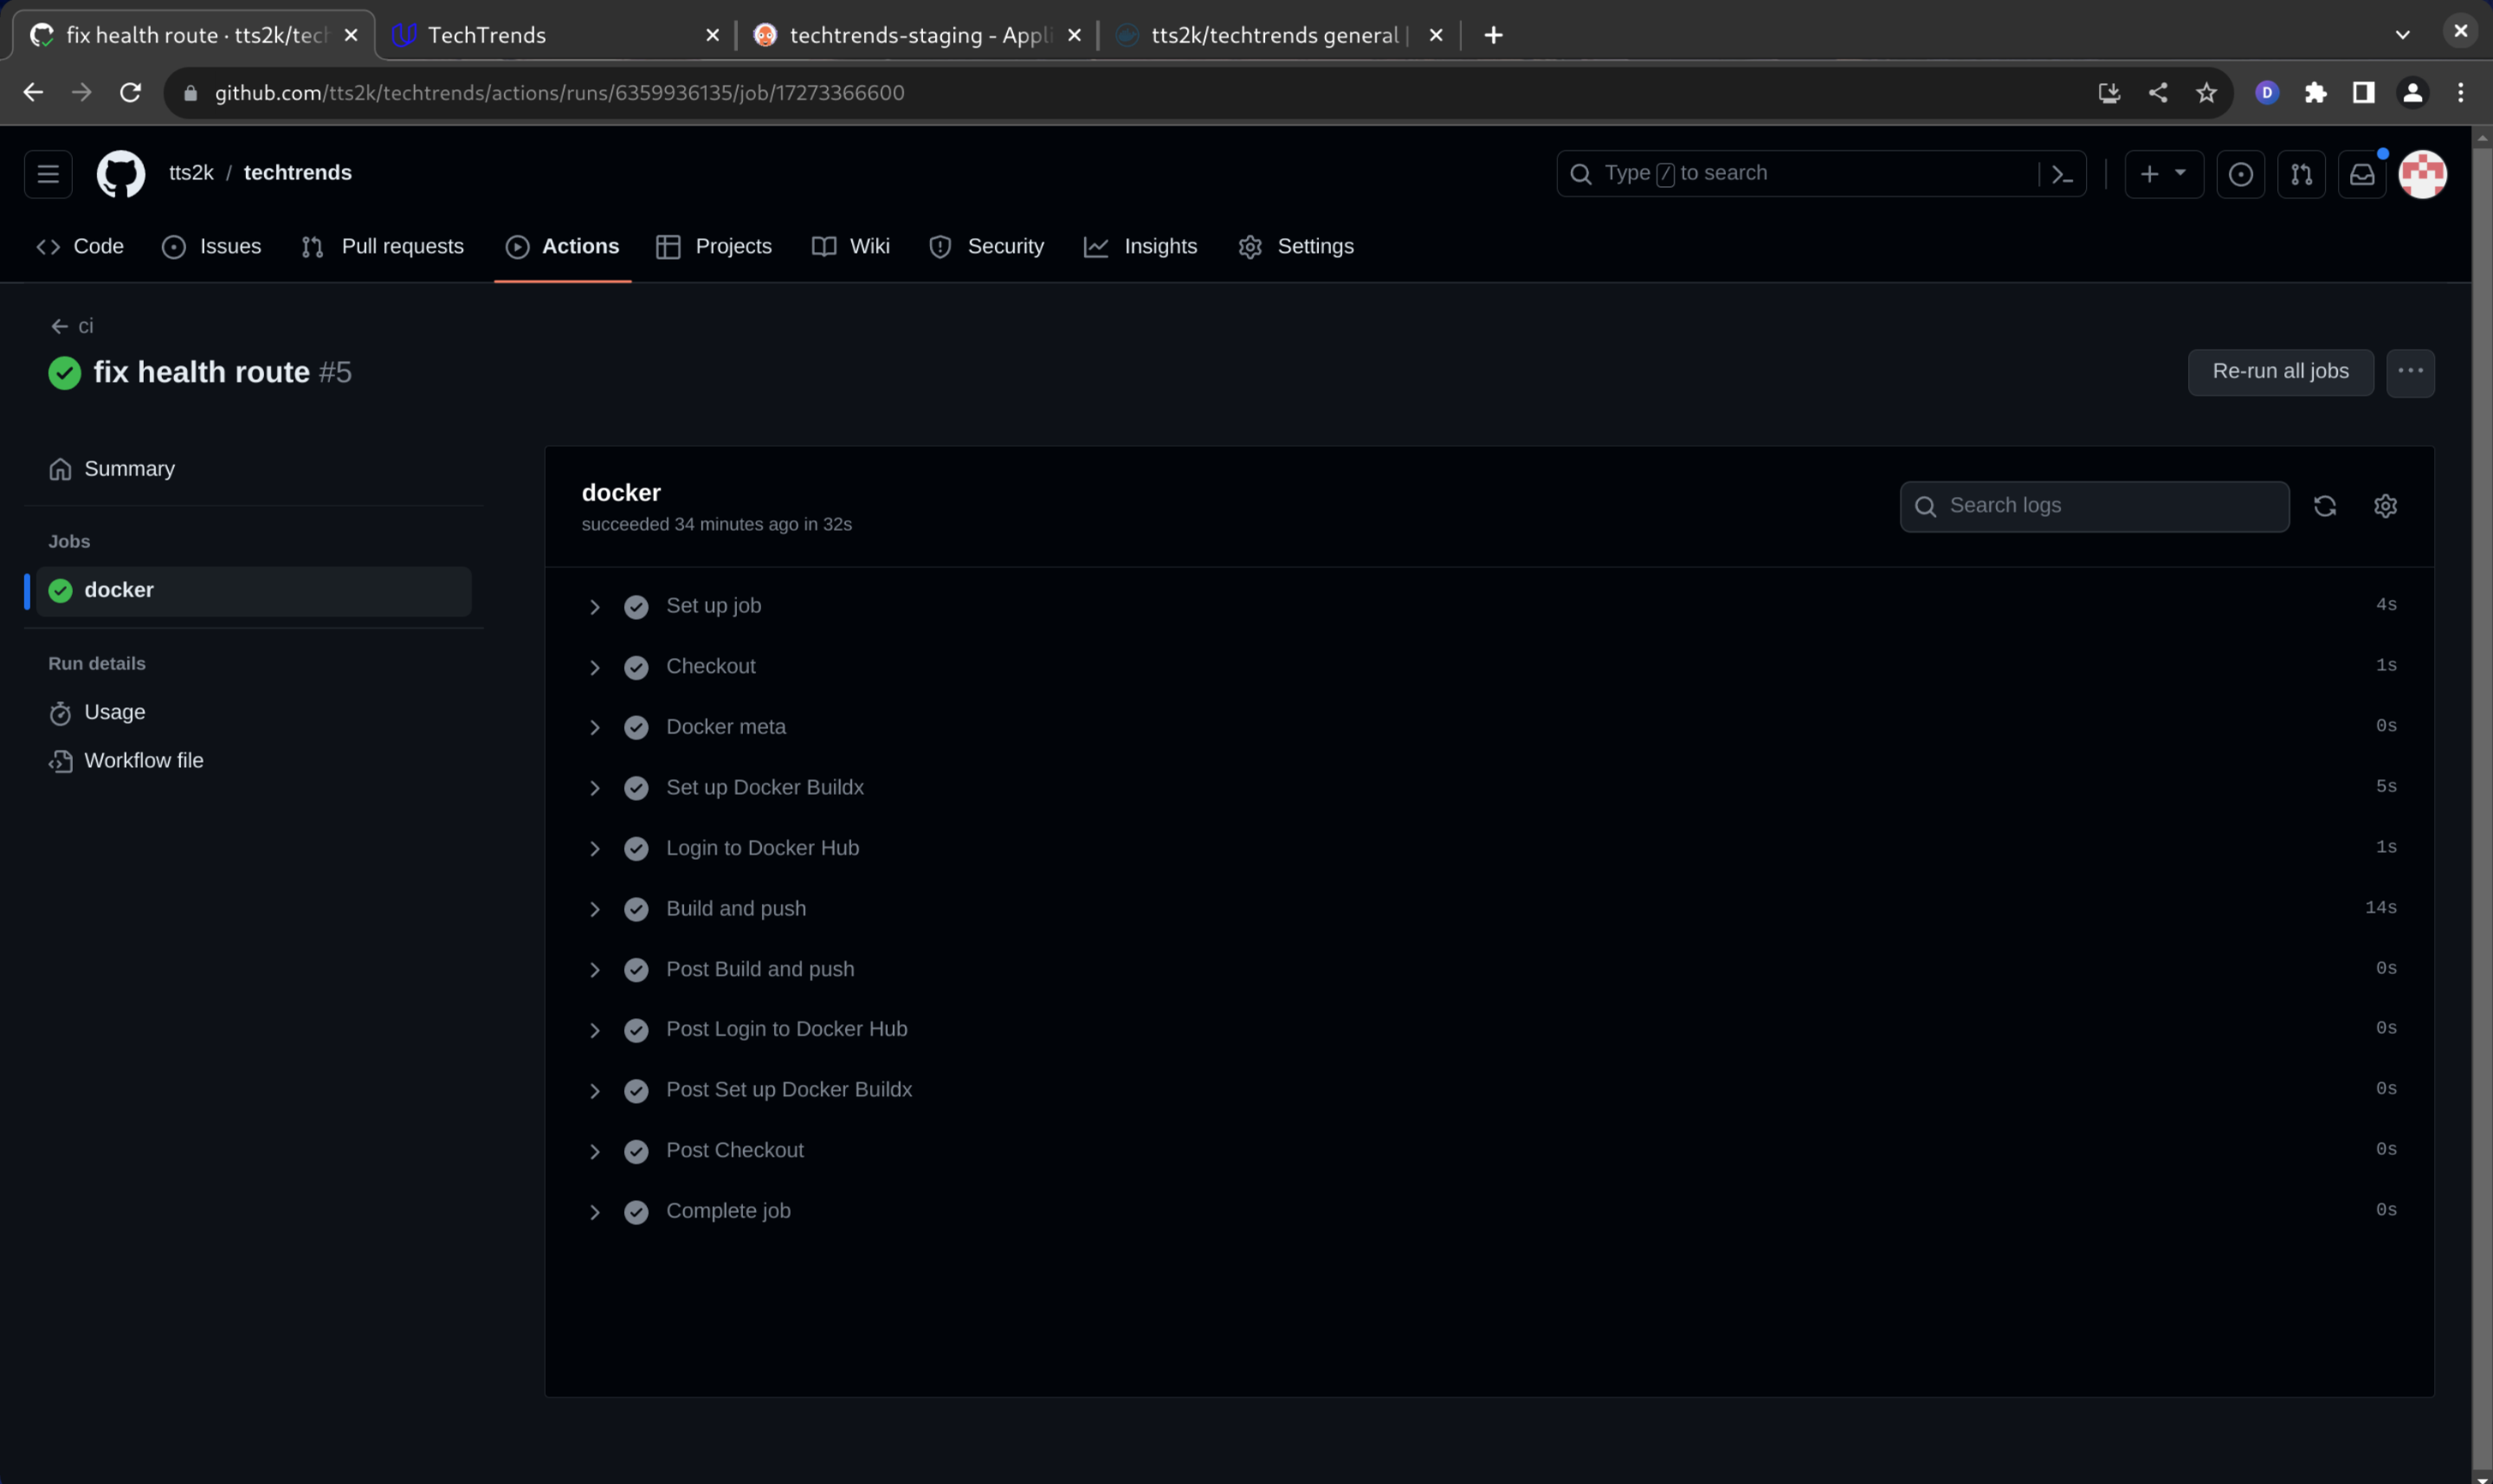 fix health route · tts2k/tech
TechTrends
techtrends-staging - Appli
tts2k/techtrends general |
github.com/tts2k/techtrends/actions/runs/6359936135/job/17273366600
D
tts2k / techtrends
Type / to search
Code
Issues
Pull requests
Actions
Projects
Wiki
Security
Insights
Settings
ci
fix health route #5
Re-run all jobs
Summary
Jobs
docker
Run details
Usage
Workflow file
docker
succeeded 34 minutes ago in 32s
Search logs
Set up job 4s
Checkout 1s
Docker meta 0s
Set up Docker Buildx 5s
Login to Docker Hub 1s
Build and push 14s
Post Build and push 0s
Post Login to Docker Hub 0s
Post Set up Docker Buildx 0s
Post Checkout 0s
Complete job 0s